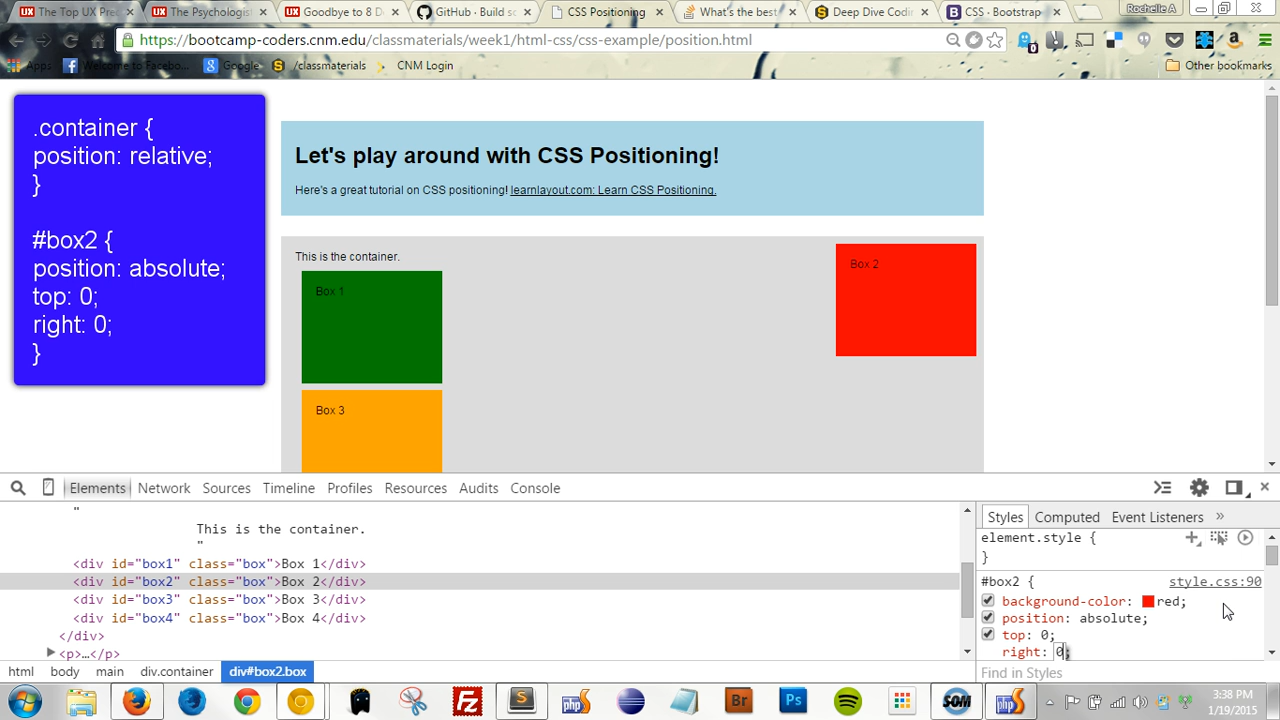 The Top UX Pre
The Psychologist
Goodbye to 8 D
GitHub · Build so
CSS Positioning
What's the best
Deep Dive Codin
CSS · Bootstrap
Rochelle A
https://bootcamp-coders.cnm.edu/classmaterials/week1/html-css/css-example/position.html
Apps
Welcome to Facebo
Google
/classmaterials
CNM Login
Other bookmarks
.container {
position: relative;
}
#box2 {
position: absolute;
top: 0;
right: 0;
}
Let's play around with CSS Positioning!
Here's a great tutorial on CSS positioning! learnlayout.com: Learn CSS Positioning.
This is the container.
Box 1
Box 2
Box 3
Elements Network Sources Timeline Profiles Resources Audits Console
"
This is the container.
"
<div id="box1" class="box">Box 1</div>
<div id="box2" class="box">Box 2</div>
<div id="box3" class="box">Box 3</div>
<div id="box4" class="box">Box 4</div>
</div>
<p>…</p>
html body main div.container div#box2.box
Styles Computed Event Listeners »
element.style {
}
#box2 { style.css:90
background-color: red;
position: absolute;
top: 0;
right: 0;
Find in Styles
3:38 PM
1/19/2015